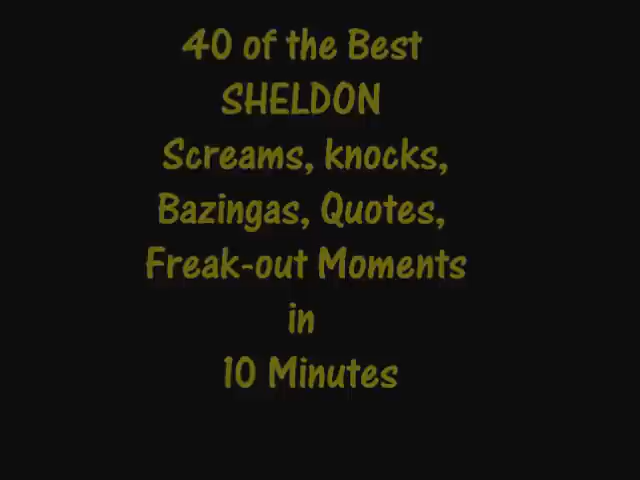 40 of the Best
SHELDON
Screams, knocks,
Bazingas, Quotes,
Freak-out Moments
in
10 Minutes